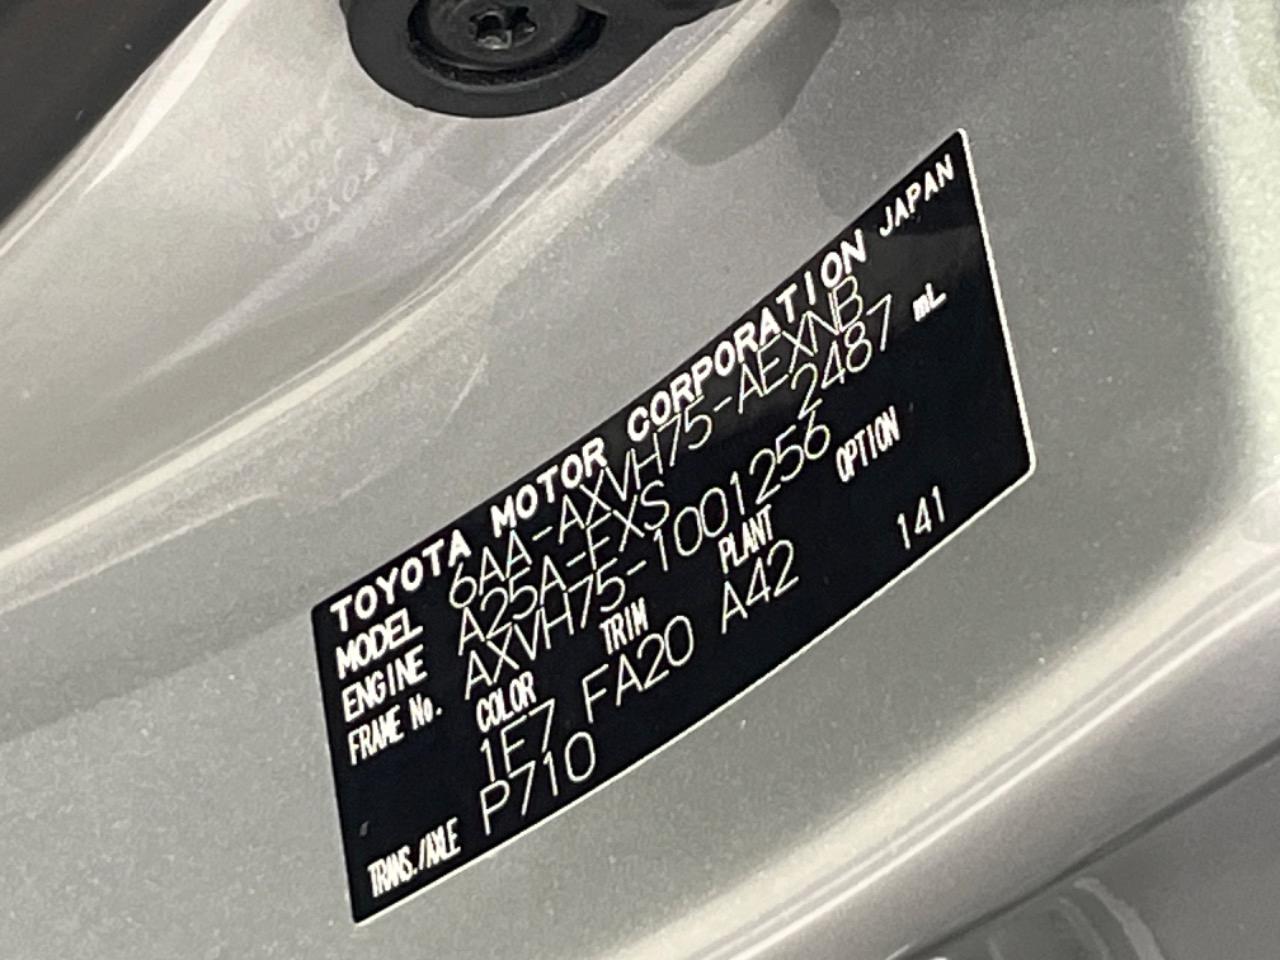 TOYOTA MOTOR CORPORATION JAPAN
MODEL 6AA-AXVH75-AEXNB
ENGINE A25A-FXS 2487 mL
FRAME No. AXVH75-1001256
COLOR TRIM PLANT OPTION
1F7 FA20 A42 141
TRANS./AXLE P710